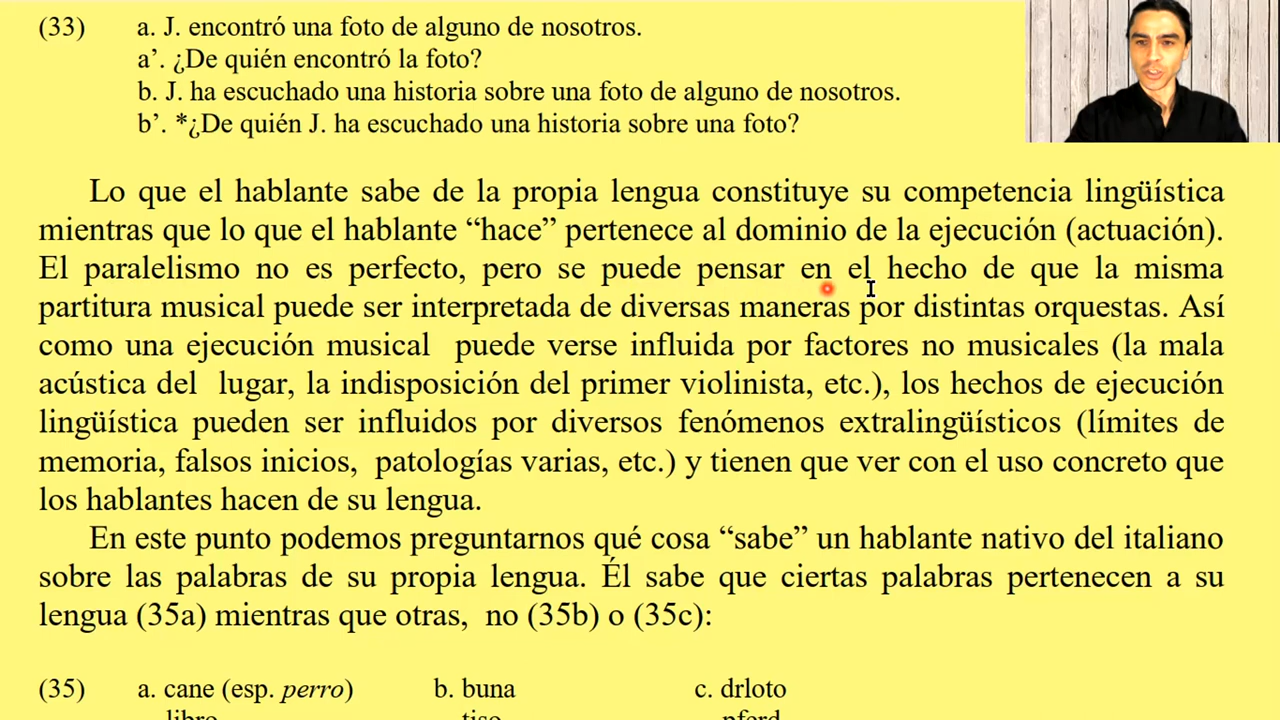 (33) a. J. encontró una foto de alguno de nosotros.
a’. ¿De quién encontró la foto?
b. J. ha escuchado una historia sobre una foto de alguno de nosotros.
b’. *¿De quién J. ha escuchado una historia sobre una foto?
Lo que el hablante sabe de la propia lengua constituye su competencia lingüística
mientras que lo que el hablante “hace” pertenece al dominio de la ejecución (actuación).
El paralelismo no es perfecto, pero se puede pensar en el hecho de que la misma
partitura musical puede ser interpretada de diversas maneras por distintas orquestas. Así
como una ejecución musical puede verse influida por factores no musicales (la mala
acústica del lugar, la indisposición del primer violinista, etc.), los hechos de ejecución
lingüística pueden ser influidos por diversos fenómenos extralingüísticos (límites de
memoria, falsos inicios, patologías varias, etc.) y tienen que ver con el uso concreto que
los hablantes hacen de su lengua.
En este punto podemos preguntarnos qué cosa “sabe” un hablante nativo del italiano
sobre las palabras de su propia lengua. Él sabe que ciertas palabras pertenecen a su
lengua (35a) mientras que otras, no (35b) o (35c):
(35) a. cane (esp. perro) b. buna c. drloto
libro tiso pferd